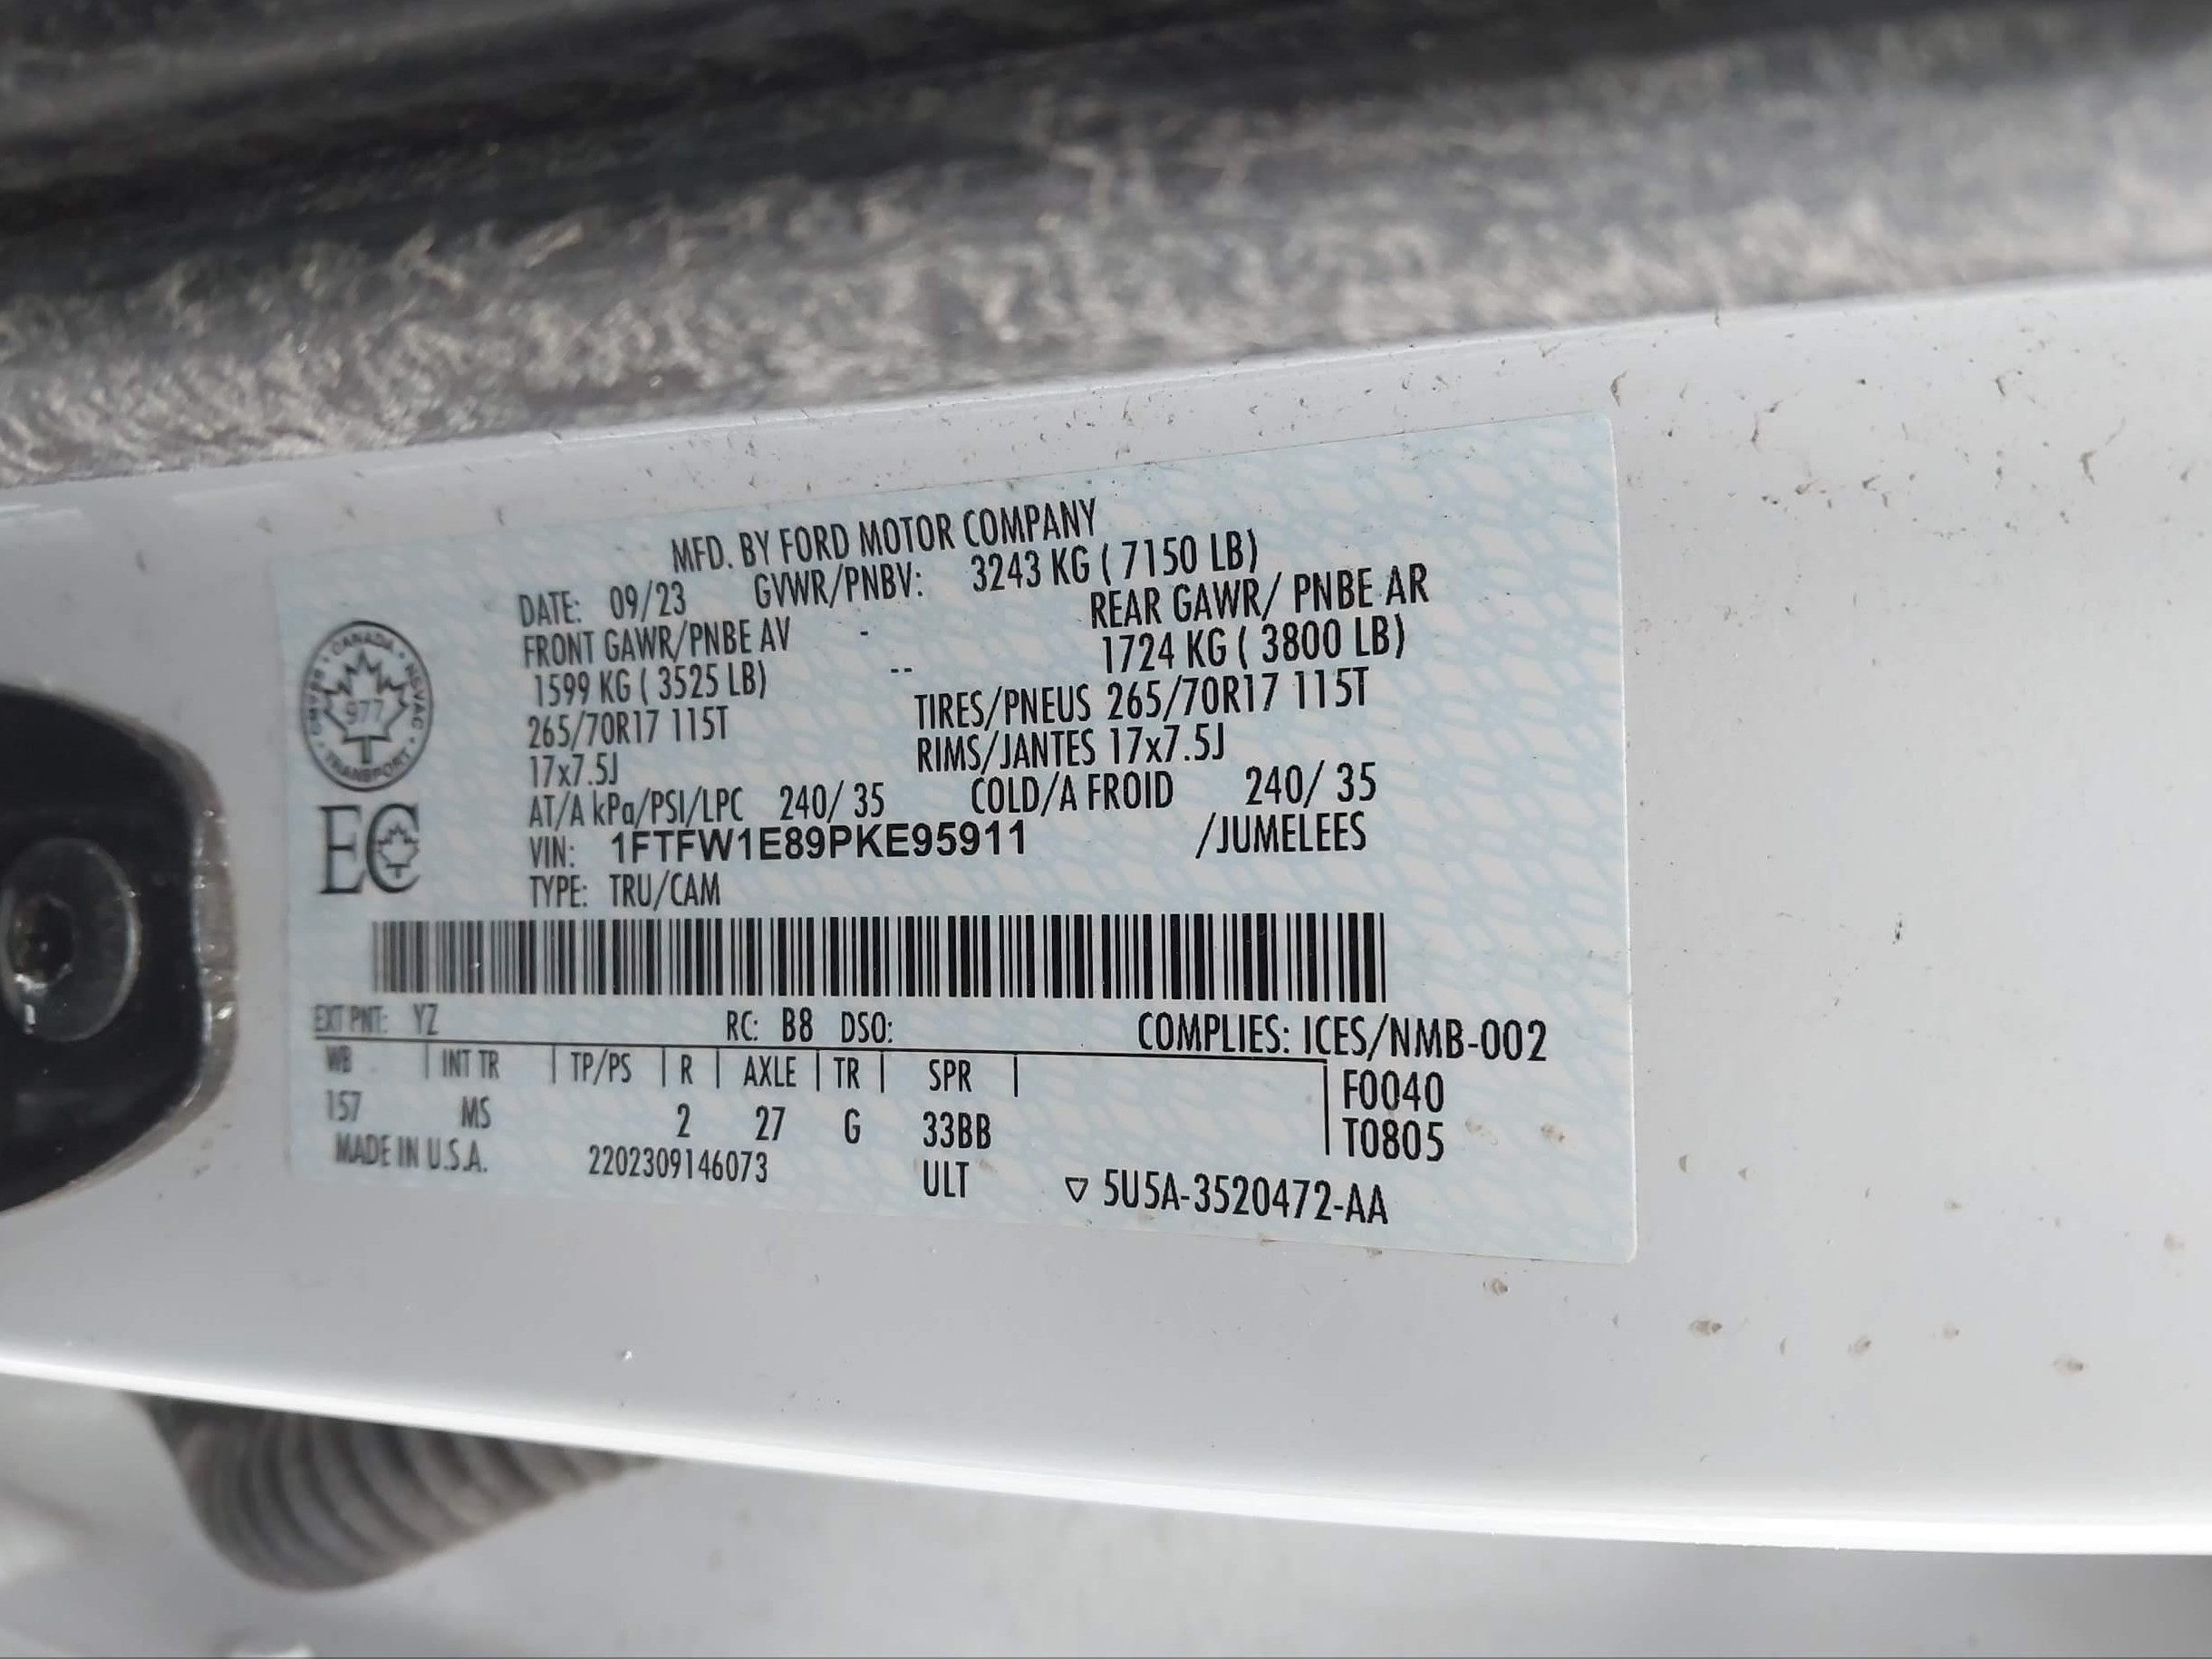 MFD. BY FORD MOTOR COMPANY
DATE: 09/23 GVWR/PNBV: 3243 KG ( 7150 LB)
FRONT GAWR/PNBE AV - REAR GAWR/ PNBE AR
1599 KG ( 3525 LB) -- 1724 KG ( 3800 LB)
265/70R17 115T TIRES/PNEUS 265/70R17 115T
17x7.5J RIMS/JANTES 17x7.5J
AT/A kPa/PSI/LPC 240/ 35 COLD/A FROID 240/ 35
VIN: 1FTFW1E89PKE95911 /JUMELEES
TYPE: TRU/CAM
CANADA
CMVSS NSVAC
977
TRANSPORT
EC
EXT PNT: YZ RC: B8 DSO: COMPLIES: ICES/NMB-002
WB | INT TR | TP/PS | R | AXLE | TR | SPR | F0040
157 MS 2 27 G 33BB T0805
MADE IN U.S.A. 2202309146073 ULT ▽ 5U5A-3520472-AA